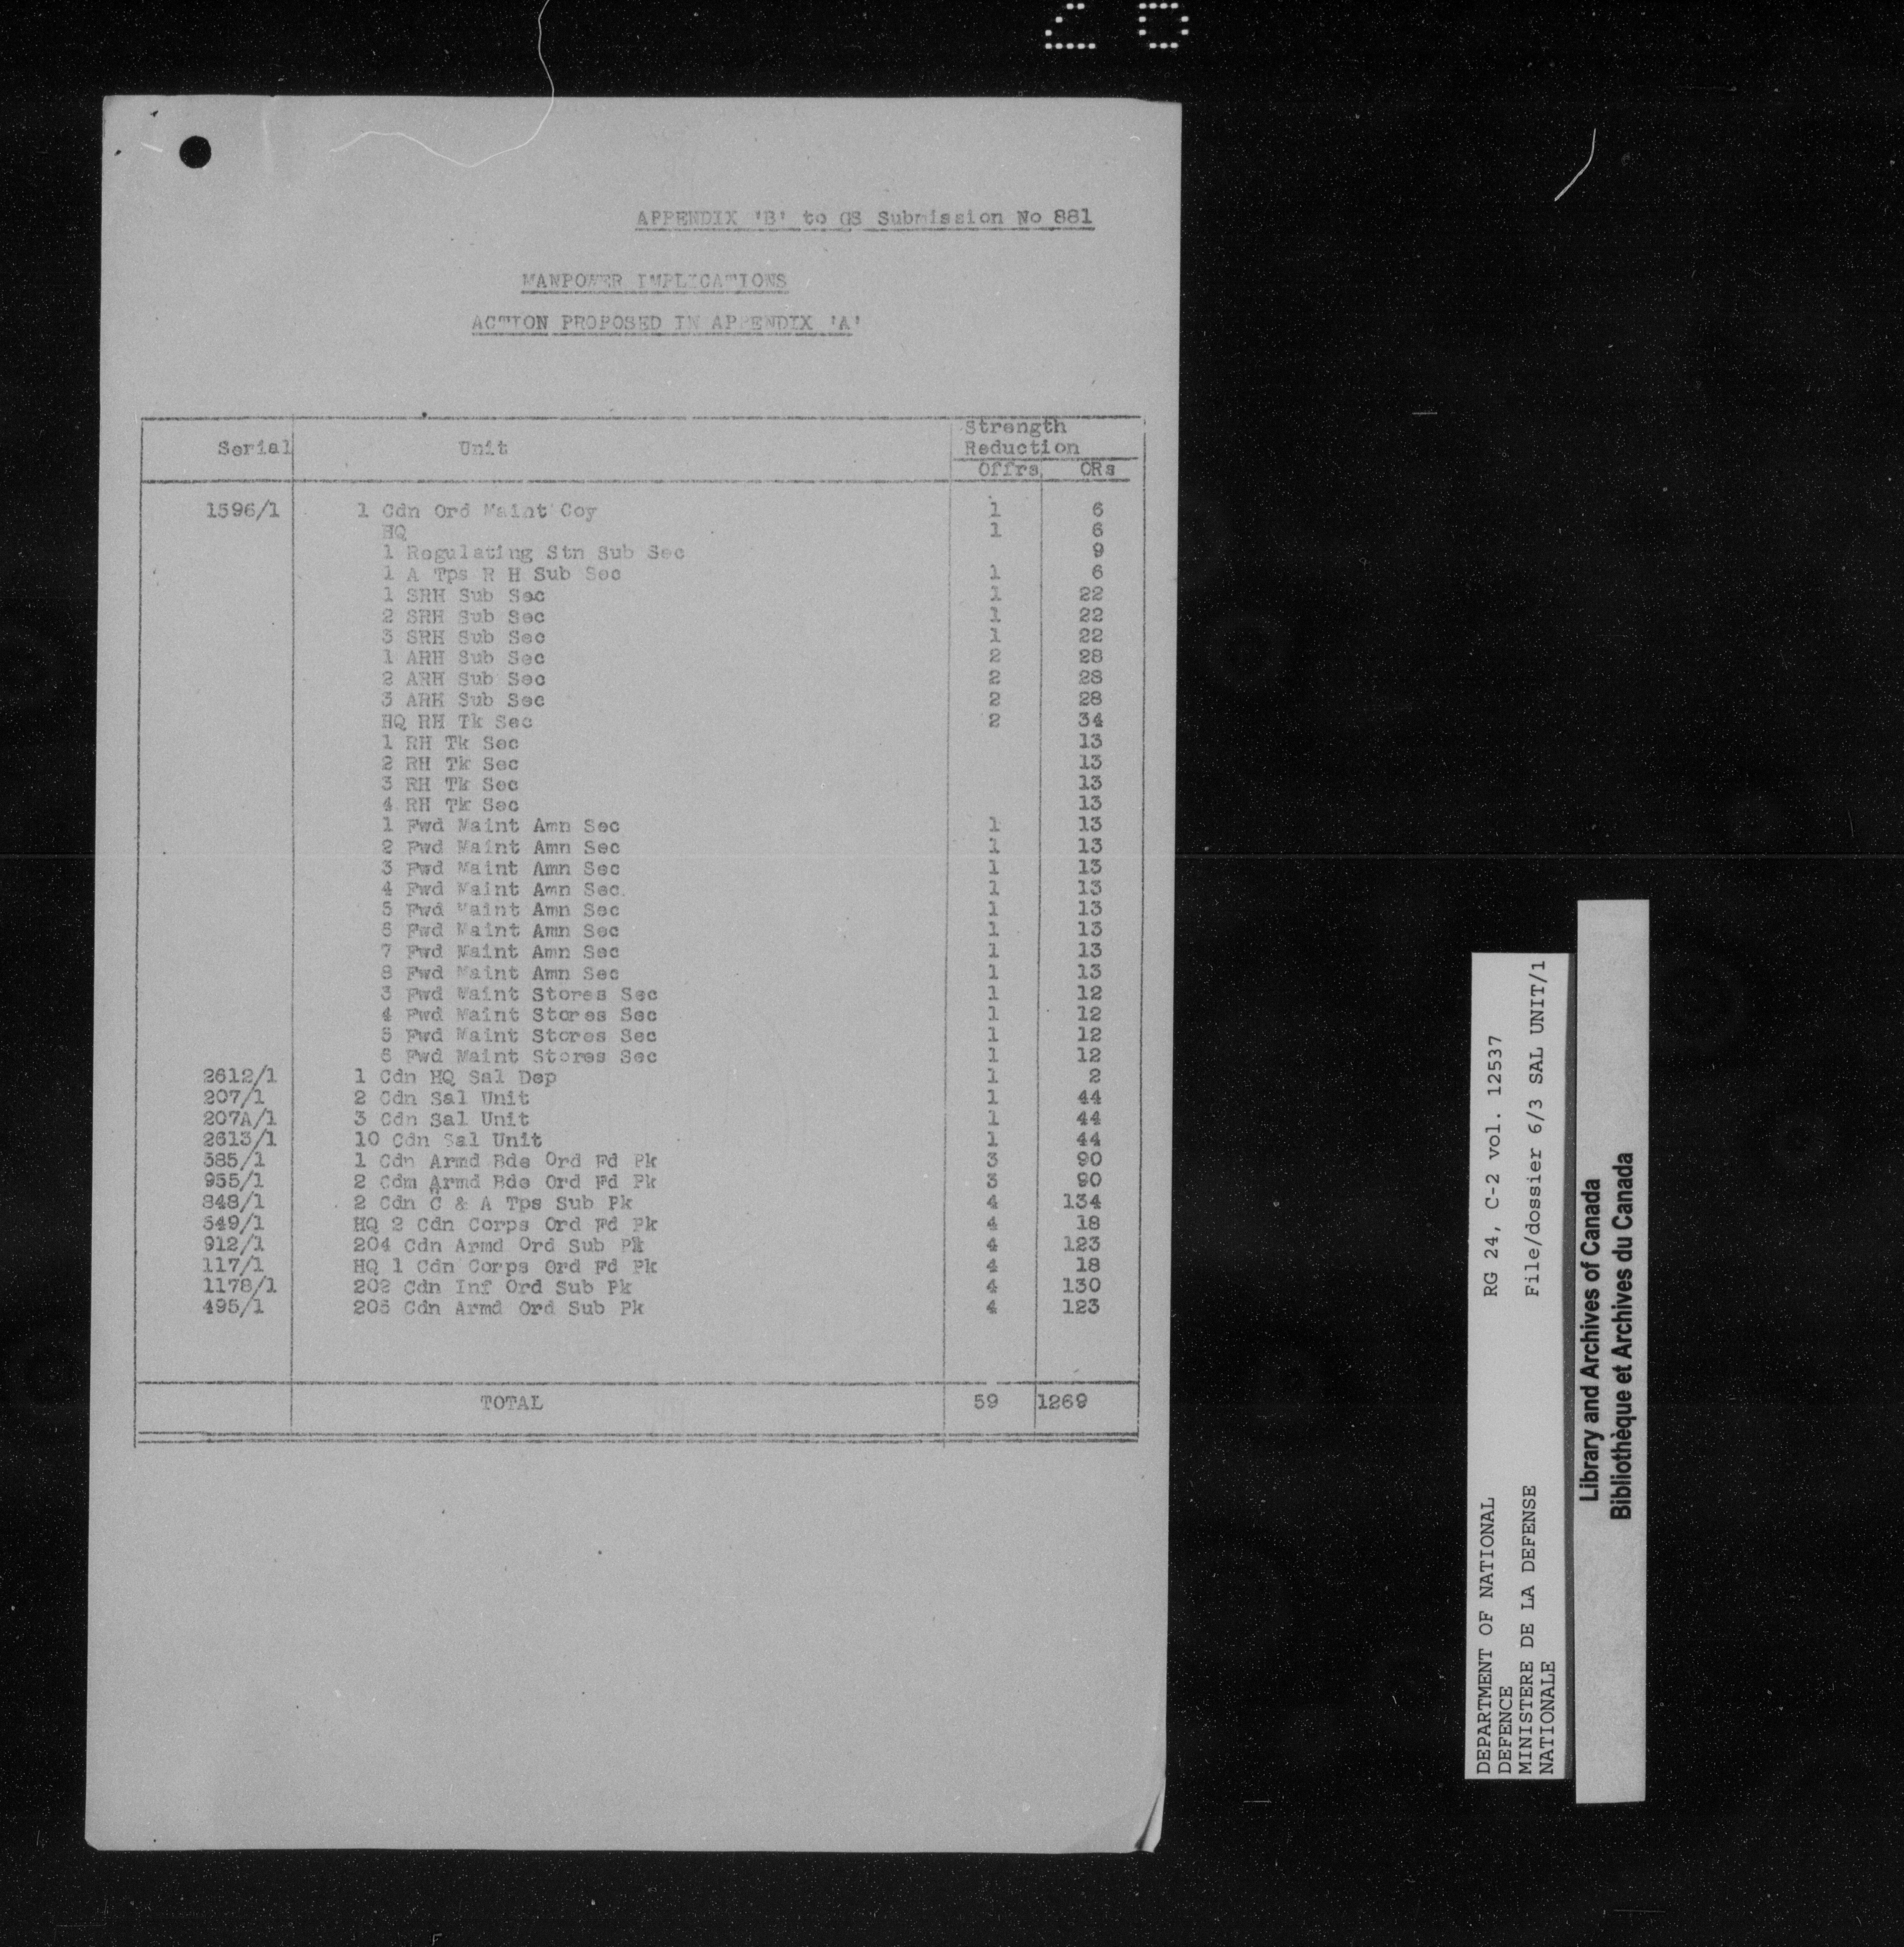 APPENDIX 'B' to GS Submission No 881
MANPOWER IMPLICATIONS
ACTION PROPOSED IN APPENDIX 'A'
Serial Unit Strength Reduction
Offrs ORs
1596/1 1 Cdn Ord Maint Coy 1 6
HQ 1 6
1 Regulating Stn Sub Sec 9
1 A Tps R H Sub Sec 1 6
1 SRH Sub Sec 1 22
2 SRH Sub Sec 1 22
3 SRH Sub Sec 1 22
1 ARH Sub Sec 2 28
2 ARH Sub Sec 2 28
3 ARH Sub Sec 2 28
HQ RH Tk Sec 2 34
1 RH Tk Sec 13
2 RH Tk Sec 13
3 RH Tk Sec 13
4 RH Tk Sec 13
1 Fwd Maint Amn Sec 1 13
2 Fwd Maint Amn Sec 1 13
3 Fwd Maint Amn Sec 1 13
4 Fwd Maint Amn Sec. 1 13
5 Fwd Maint Amn Sec 1 13
6 Fwd Maint Amn Sec 1 13
7 Fwd Maint Amn Sec 1 13
8 Fwd Maint Amn Sec 1 13
3 Fwd Maint Stores Sec 1 12
4 Fwd Maint Stores Sec 1 12
5 Fwd Maint Stores Sec 1 12
6 Fwd Maint Stores Sec 1 12
2612/1 1 Cdn HQ Sal Dep 1 2
207/1 2 Cdn Sal Unit 1 44
207A/1 3 Cdn Sal Unit 1 44
2613/1 10 Cdn Sal Unit 1 44
585/1 1 Cdn Armd Bde Ord Fd Pk 3 90
955/1 2 Cdm Armd Bde Ord Fd Pk 3 90
848/1 2 Cdn C & A Tps Sub Pk 4 134
549/1 HQ 2 Cdn Corps Ord Fd Pk 4 18
912/1 204 Cdn Armd Ord Sub Pk 4 123
117/1 HQ 1 Cdn Corps Ord Fd Pk 4 18
1178/1 202 Cdn Inf Ord Sub Pk 4 130
495/1 205 Cdn Armd Ord Sub Pk 4 123
TOTAL 59 1269
DEPARTMENT OF NATIONAL
DEFENCE
MINISTERE DE LA DEFENSE
NATIONALE
RG 24, C-2 vol. 12537
File/dossier 6/3 SAL UNIT/1
Library and Archives of Canada
Bibliothèque et Archives du Canada